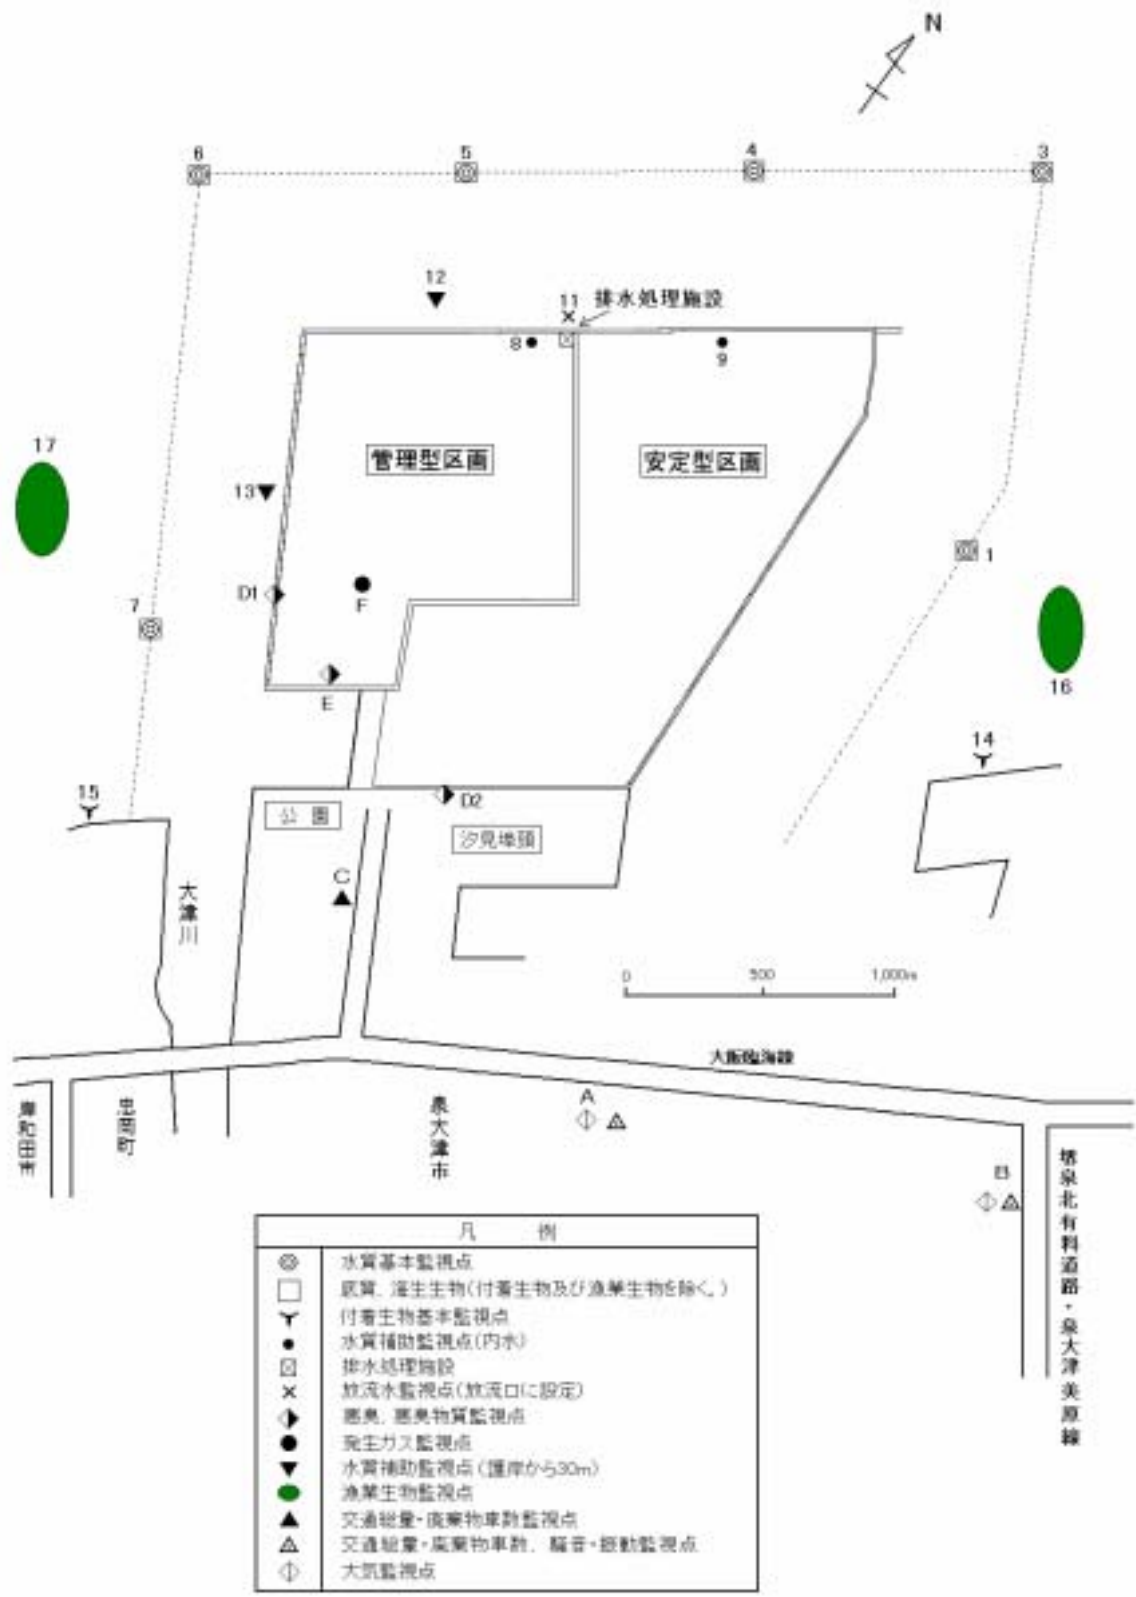 N
6
5
4
3
12
11
排水処理施設
8
9
17
管理型区画
安定型区画
13
1
D1
F
7
16
E
14
15
D2
公 園
汐見埠頭
C
大津川
0 500 1,000m
大阪臨海線
A
岸和田市
忠岡町
泉大津市
B
堺泉北有料道路・泉大津美原線
凡 例
水質基本監視点
底質、海生生物(付着生物及び漁業生物を除く。)
付着生物基本監視点
水質補助監視点(内水)
排水処理施設
放流水監視点(放流口に設定)
悪臭、悪臭物質監視点
発生ガス監視点
水質補助監視点(護岸から30m)
漁業生物監視点
交通総量・廃棄物車数監視点
交通総量・廃棄物車数、騒音・振動監視点
大気監視点